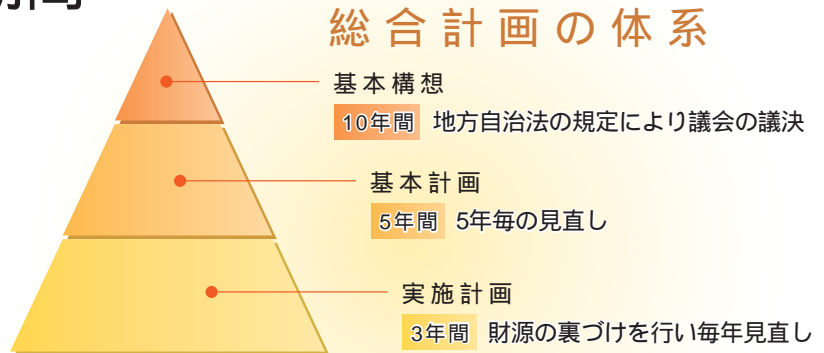 総合計画の体系
基本構想
10年間 地方自治法の規定により議会の議決
基本計画
5年間 5年毎の見直し
実施計画
3年間 財源の裏づけを行い毎年見直し